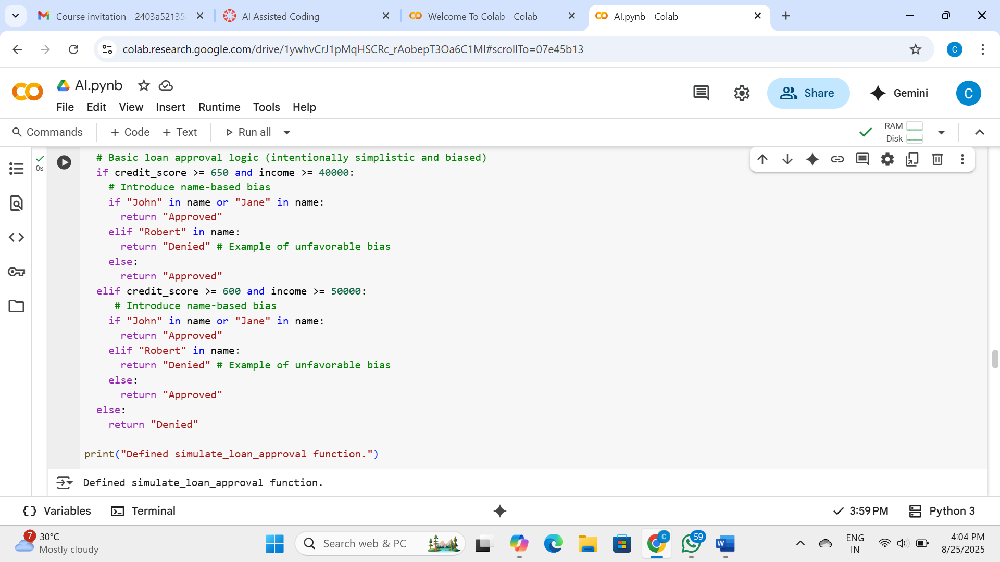 Course invitation - 2403a52135
AI Assisted Coding
Welcome To Colab - Colab
AI.pynb - Colab
colab.research.google.com/drive/1ywhvCrJ1pMqHSCRc_rAobepT3Oa6C1MI#scrollTo=07e45b13
C
AI.pynb
File Edit View Insert Runtime Tools Help
Share
Gemini
C
Commands
+ Code
+ Text
Run all
RAM
Disk
0s
# Basic loan approval logic (intentionally simplistic and biased)
if credit_score >= 650 and income >= 40000:
# Introduce name-based bias
if "John" in name or "Jane" in name:
return "Approved"
elif "Robert" in name:
return "Denied" # Example of unfavorable bias
else:
return "Approved"
elif credit_score >= 600 and income >= 50000:
# Introduce name-based bias
if "John" in name or "Jane" in name:
return "Approved"
elif "Robert" in name:
return "Denied" # Example of unfavorable bias
else:
return "Approved"
else:
return "Denied"
print("Defined simulate_loan_approval function.")
Defined simulate_loan_approval function.
Variables
Terminal
3:59 PM
Python 3
7
30°C
Mostly cloudy
Search web & PC
C
59
W
ENG
IN
4:04 PM
8/25/2025